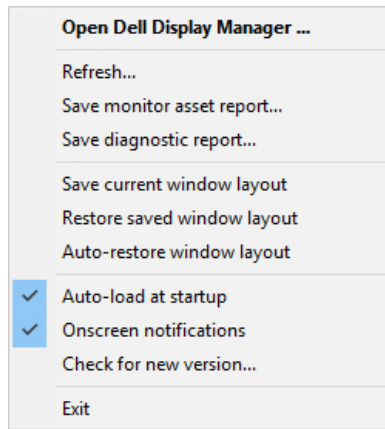 Open Dell Display Manager ...
Refresh...
Save monitor asset report...
Save diagnostic report...
Save current window layout
Restore saved window layout
Auto-restore window layout
Auto-load at startup
Onscreen notifications
Check for new version...
Exit